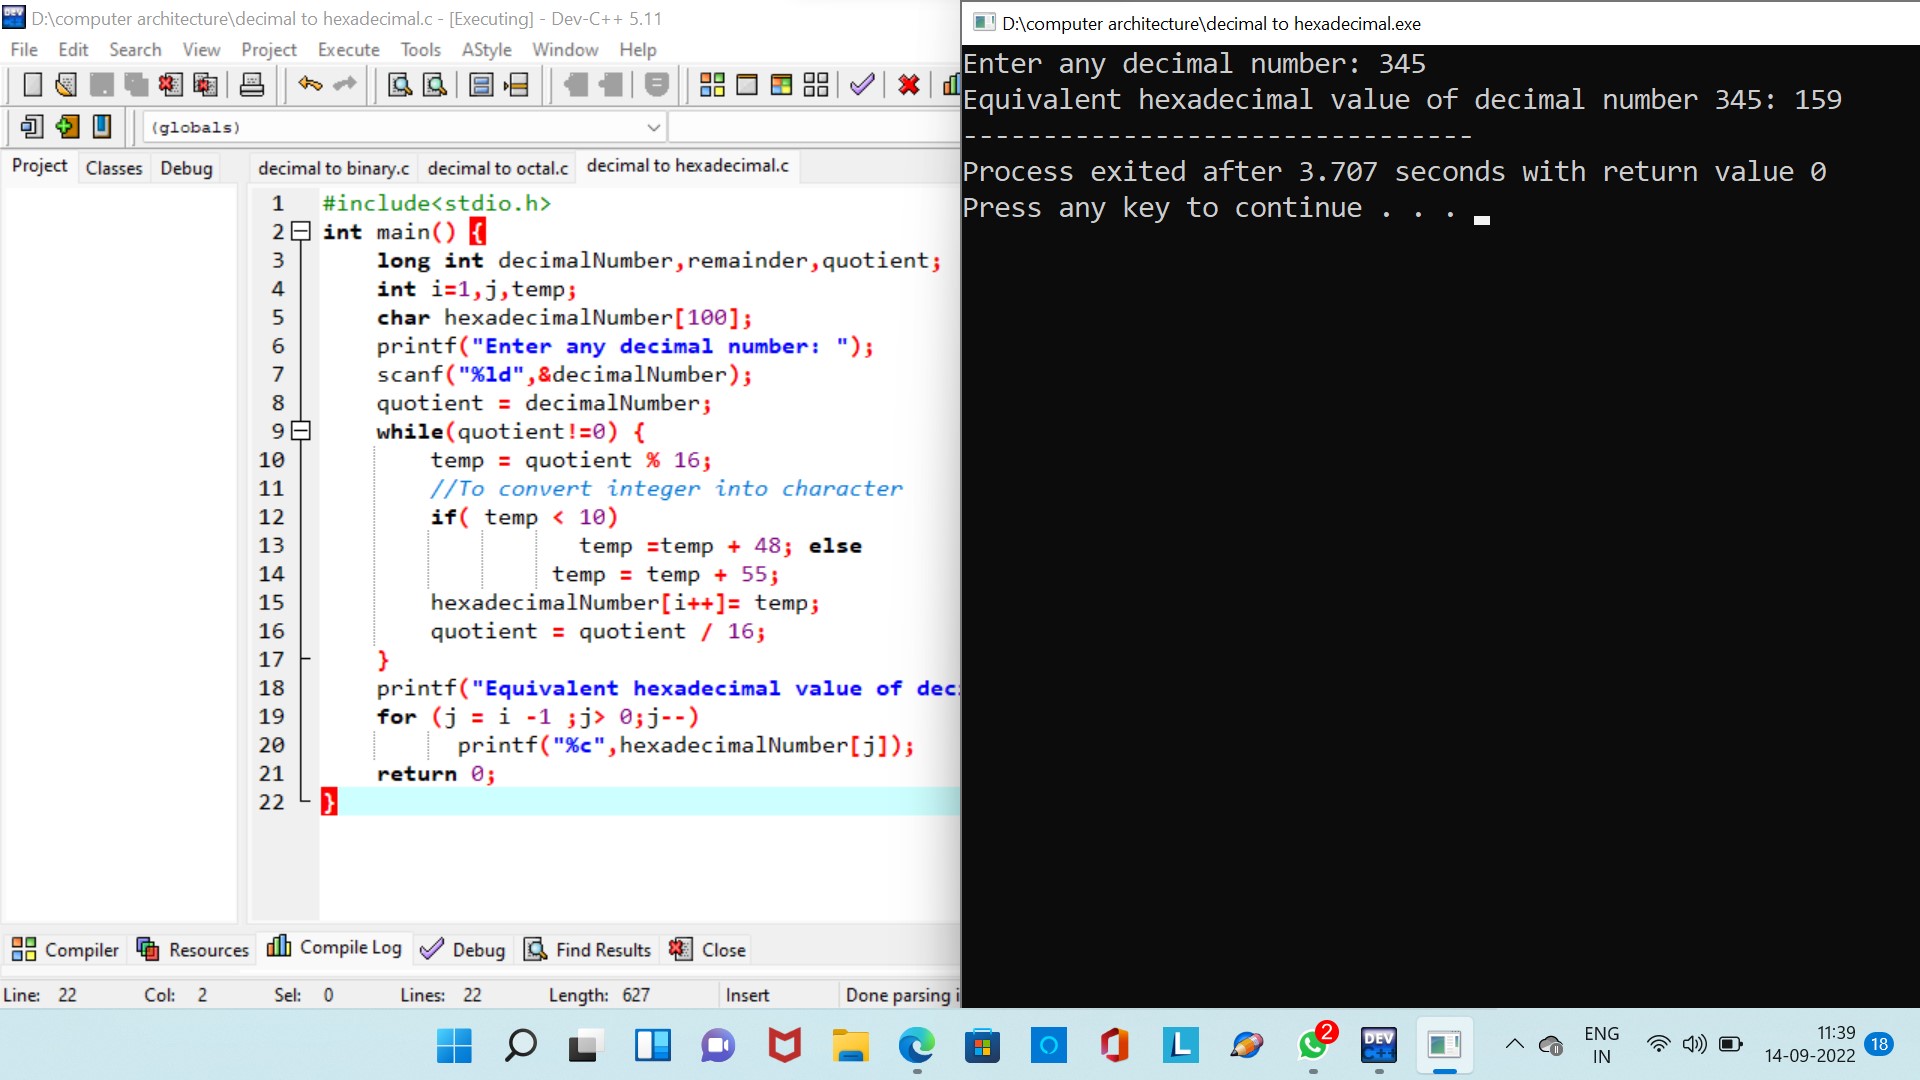 D:\computer architecture\decimal to hexadecimal.c - [Executing] - Dev-C++ 5.11
File Edit Search View Project Execute Tools AStyle Window Help
(globals)
Project Classes Debug
decimal to binary.c decimal to octal.c decimal to hexadecimal.c
1 #include<stdio.h>
2 int main() {
3 long int decimalNumber,remainder,quotient;
4 int i=1,j,temp;
5 char hexadecimalNumber[100];
6 printf("Enter any decimal number: ");
7 scanf("%ld",&decimalNumber);
8 quotient = decimalNumber;
9 while(quotient!=0) {
10 temp = quotient % 16;
11 //To convert integer into character
12 if( temp < 10)
13 temp =temp + 48; else
14 temp = temp + 55;
15 hexadecimalNumber[i++]= temp;
16 quotient = quotient / 16;
17 }
18 printf("Equivalent hexadecimal value of dec
19 for (j = i -1 ;j> 0;j--)
20 printf("%c",hexadecimalNumber[j]);
21 return 0;
22 }
Compiler Resources Compile Log Debug Find Results Close
Line: 22 Col: 2 Sel: 0 Lines: 22 Length: 627 Insert Done parsing i
D:\computer architecture\decimal to hexadecimal.exe
Enter any decimal number: 345
Equivalent hexadecimal value of decimal number 345: 159
--------------------------------
Process exited after 3.707 seconds with return value 0
Press any key to continue . . .
L
2
DEV
C++
ENG
IN
11:39
14-09-2022
18